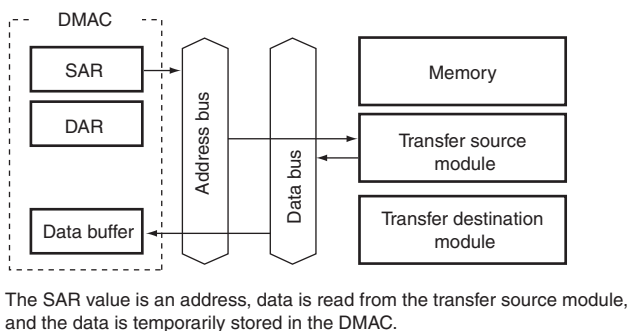 DMAC
SAR
DAR
Data buffer
Address bus
Data bus
Memory
Transfer source
module
Transfer destination
module
The SAR value is an address, data is read from the transfer source module,
and the data is temporarily stored in the DMAC.